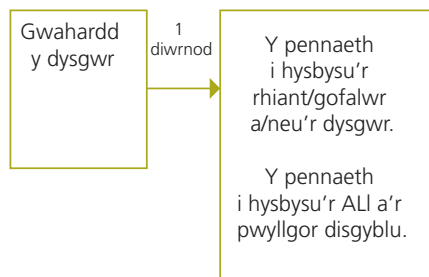 Gwahardd
y dysgwr
1
diwrnod
Y pennaeth
i hysbysu'r
rhiant/gofalwr
a/neu'r dysgwr.
Y pennaeth
i hysbysu'r ALl a'r
pwyllgor disgyblu.